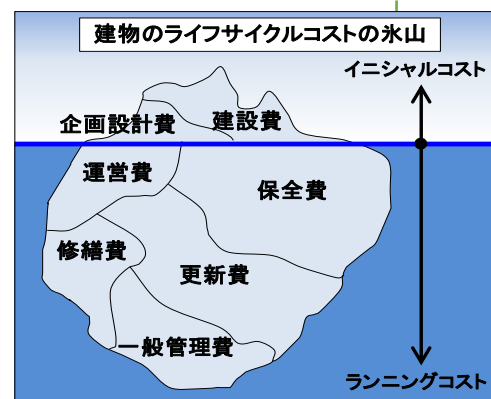 建物のライフサイクルコストの氷山
イニシャルコスト
企画設計費
建設費
運営費
保全費
修繕費
更新費
一般管理費
ランニングコスト